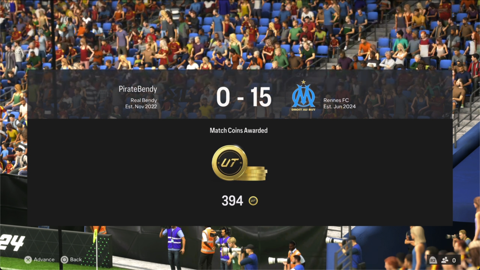 PirateBendy
Real Bendy
Est. Nov 2022
0 - 15
Rennes FC
Est. Jun 2024
Match Coins Awarded
UT
394
24
Advance
Back
0